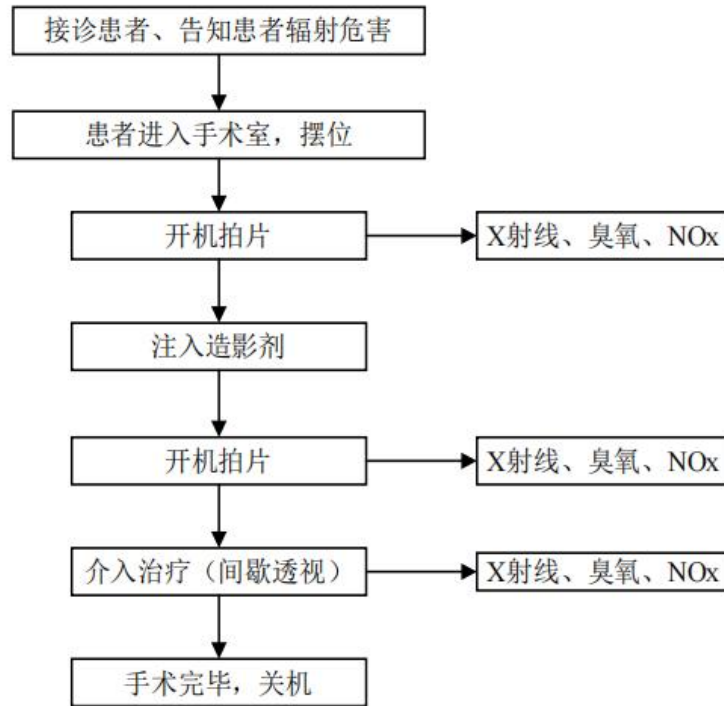 接诊患者、告知患者辐射危害
患者进入手术室，摆位
开机拍片
X射线、臭氧、NOx
注入造影剂
开机拍片
X射线、臭氧、NOx
介入治疗（间歇透视）
X射线、臭氧、NOx
手术完毕，关机